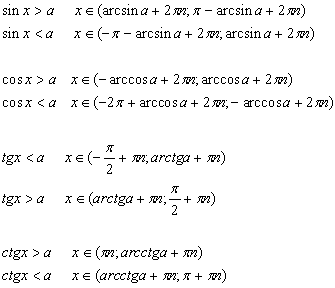 sin x > a x ∈ (arcsin a + 2πn; π − arcsin a + 2πn)
sin x < a x ∈ (− π − arcsin a + 2πn; arcsin a + 2πn)
cos x > a x ∈ (− arccos a + 2πn; arccos a + 2πn)
cos x < a x ∈ (−2π + arccos a + 2πn; − arccos a + 2πn)
tgx < a x ∈ (− π/2 + πn; arctga + πn)
tgx > a x ∈ (arctga + πn; π/2 + πn)
ctgx > a x ∈ (πn; arcctga + πn)
ctgx < a x ∈ (arcctga + πn; π + πn)